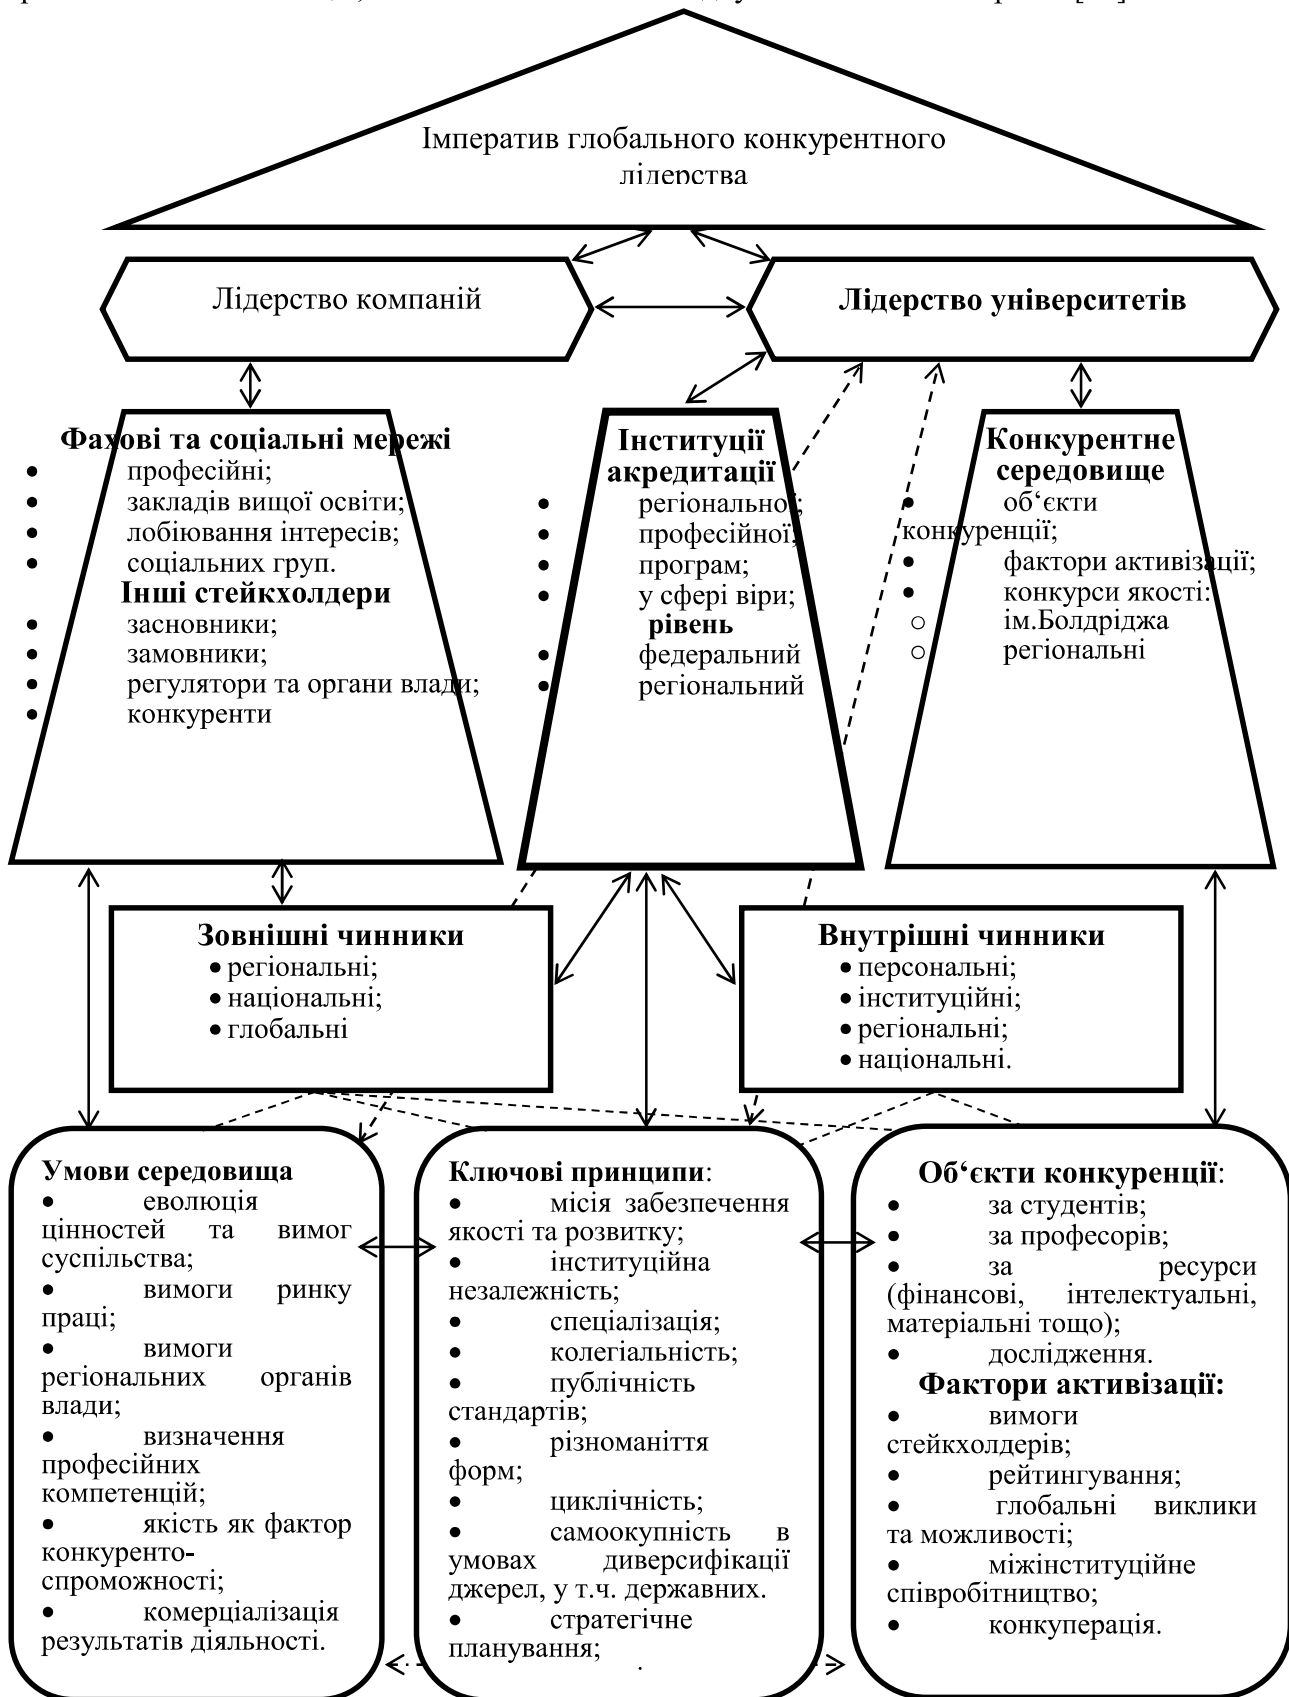 Імператив глобального конкурентного
лідерства
Лідерство компаній
Лідерство університетів
Фахові та соціальні мережі
• професійні;
• закладів вищої освіти;
• лобіювання інтересів;
• соціальних груп.
Інші стейкхолдери
• засновники;
• замовники;
• регулятори та органи влади;
• конкуренти
Інституції
акредитації
• регіональної;
• професійної;
• програм;
• у сфері віри;
рівень
• федеральний
• регіональний
Конкурентне
середовище
• об‘єкти
конкуренції;
• фактори активізації;
• конкурси якості:
○ ім.Болдріджа
○ регіональні
Зовнішні чинники
• регіональні;
• національні;
• глобальні
Внутрішні чинники
• персональні;
• інституційні;
• регіональні;
• національні.
Умови середовища
• еволюція
цінностей та вимог
суспільства;
• вимоги ринку
праці;
• вимоги
регіональних органів
влади;
• визначення
професійних
компетенцій;
• якість як фактор
конкуренто-
спроможності;
• комерціалізація
результатів діяльності.
Ключові принципи:
• місія забезпечення
якості та розвитку;
• інституційна
незалежність;
• спеціалізація;
• колегіальність;
• публічність
стандартів;
• різноманіття
форм;
• циклічність;
• самоокупність в
умовах диверсифікації
джерел, у т.ч. державних.
• стратегічне
планування;
.
Об‘єкти конкуренції:
• за студентів;
• за професорів;
• за ресурси
(фінансові, інтелектуальні,
матеріальні тощо);
• дослідження.
Фактори активізації:
• вимоги
стейкхолдерів;
• рейтингування;
• глобальні виклики
та можливості;
• міжінституційне
співробітництво;
• конкуперація.